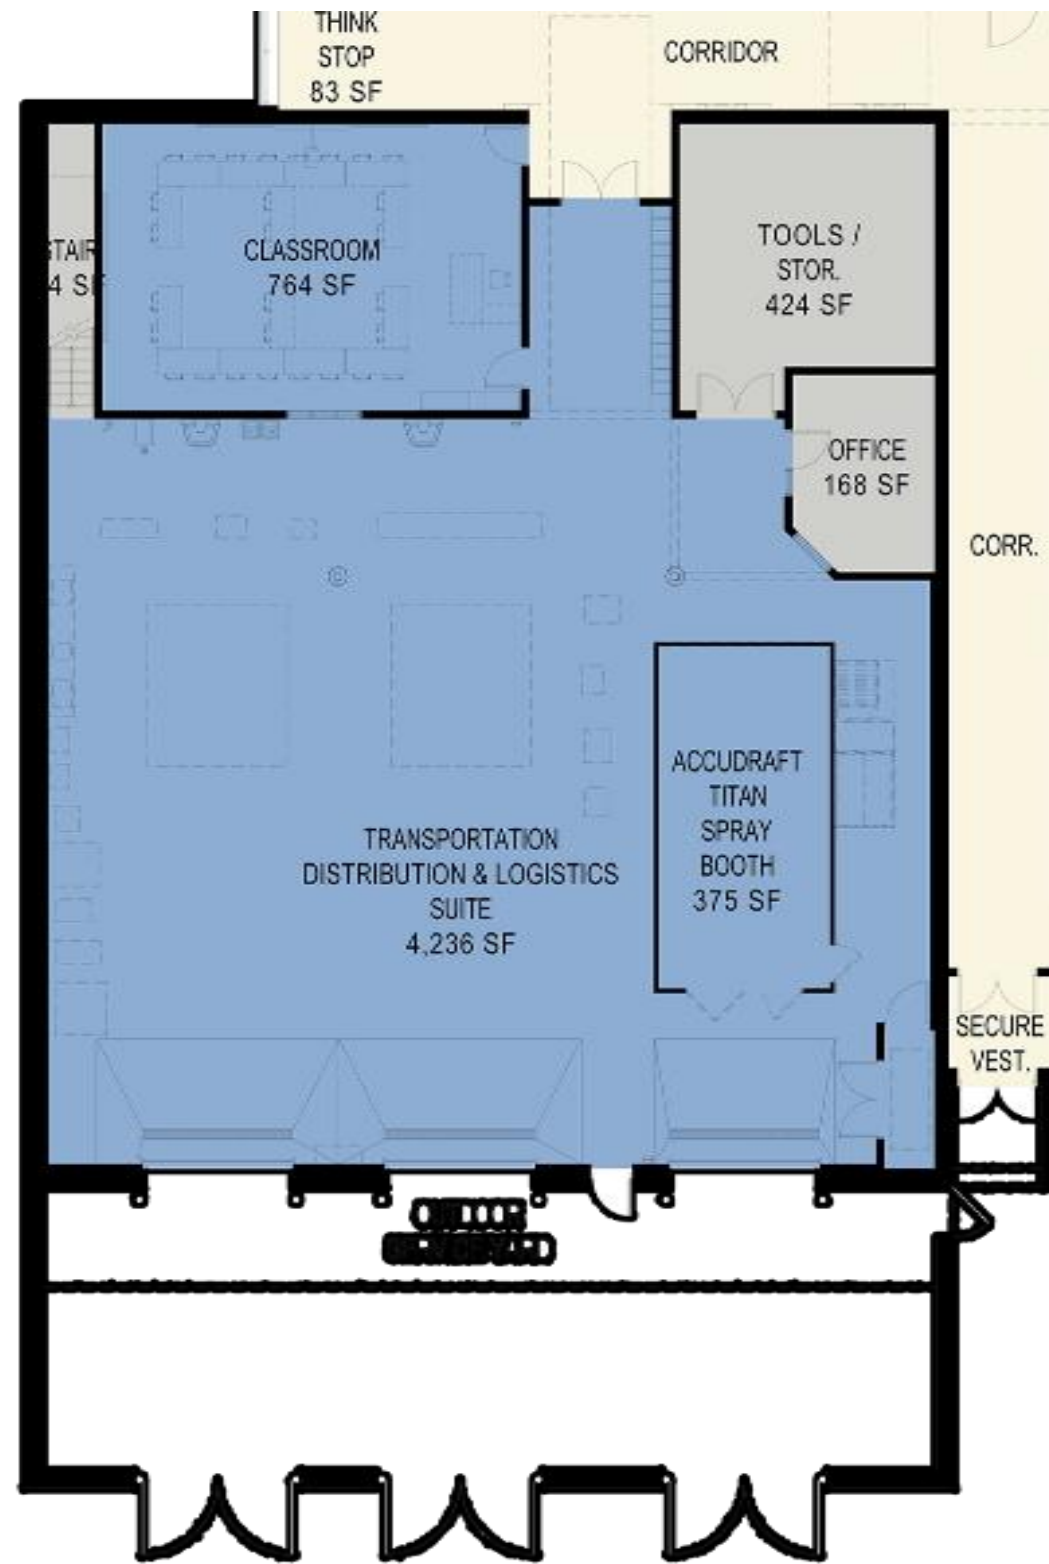 THINK
STOP
83 SF
CORRIDOR
CLASSROOM
764 SF
TOOLS /
STOR.
424 SF
OFFICE
168 SF
CORR.
ACCUDRAFT
TITAN
SPRAY
BOOTH
375 SF
TRANSPORTATION
DISTRIBUTION & LOGISTICS
SUITE
4,236 SF
SECURE
VEST.